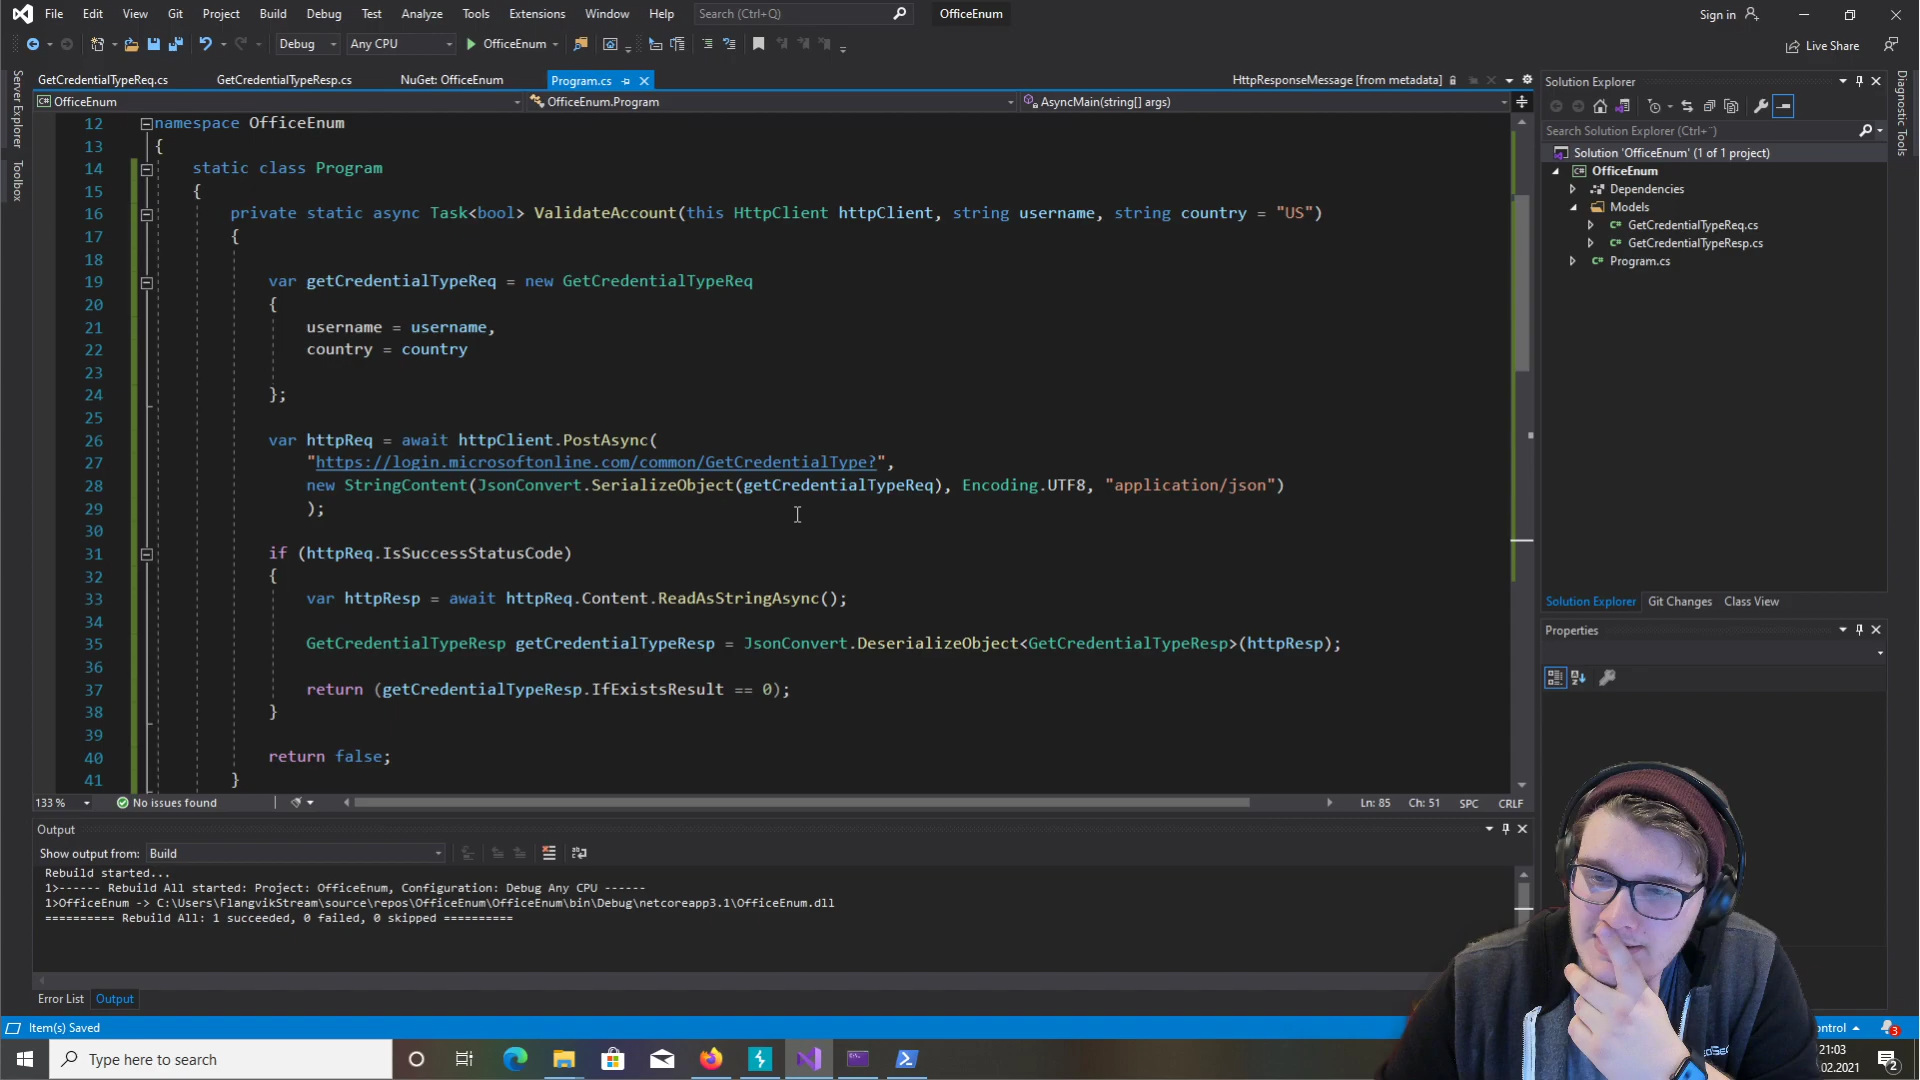 File Edit View Git Project Build Debug Test Analyze Tools Extensions Window Help Search (Ctrl+Q) OfficeEnum Sign in
Debug Any CPU OfficeEnum Live Share
GetCredentialTypeReq.cs GetCredentialTypeResp.cs NuGet: OfficeEnum Program.cs HttpResponseMessage [from metadata]
OfficeEnum OfficeEnum.Program AsyncMain(string[] args)
Server Explorer
Toolbox
12 namespace OfficeEnum
13 {
14 static class Program
15 {
16 private static async Task<bool> ValidateAccount(this HttpClient httpClient, string username, string country = "US")
17 {
18
19 var getCredentialTypeReq = new GetCredentialTypeReq
20 {
21 username = username,
22 country = country
23
24 };
25
26 var httpReq = await httpClient.PostAsync(
27 "https://login.microsoftonline.com/common/GetCredentialType?",
28 new StringContent(JsonConvert.SerializeObject(getCredentialTypeReq), Encoding.UTF8, "application/json")
29 );
30
31 if (httpReq.IsSuccessStatusCode)
32 {
33 var httpResp = await httpReq.Content.ReadAsStringAsync();
34
35 GetCredentialTypeResp getCredentialTypeResp = JsonConvert.DeserializeObject<GetCredentialTypeResp>(httpResp);
36
37 return (getCredentialTypeResp.IfExistsResult == 0);
38 }
39
40 return false;
41 }
133 % No issues found Ln: 85 Ch: 51 SPC CRLF
Output
Show output from: Build
Rebuild started...
1>------ Rebuild All started: Project: OfficeEnum, Configuration: Debug Any CPU ------
1>OfficeEnum -> C:\Users\FlangvikStream\source\repos\OfficeEnum\OfficeEnum\bin\Debug\netcoreapp3.1\OfficeEnum.dll
========== Rebuild All: 1 succeeded, 0 failed, 0 skipped ==========
Error List Output
Solution Explorer
Search Solution Explorer (Ctrl+¨)
Solution 'OfficeEnum' (1 of 1 project)
OfficeEnum
Dependencies
Models
GetCredentialTypeReq.cs
GetCredentialTypeResp.cs
Program.cs
Solution Explorer Git Changes Class View
Properties
Diagnostic Tools
Item(s) Saved
ontrol 3
Type here to search
21:03
02.2021
2